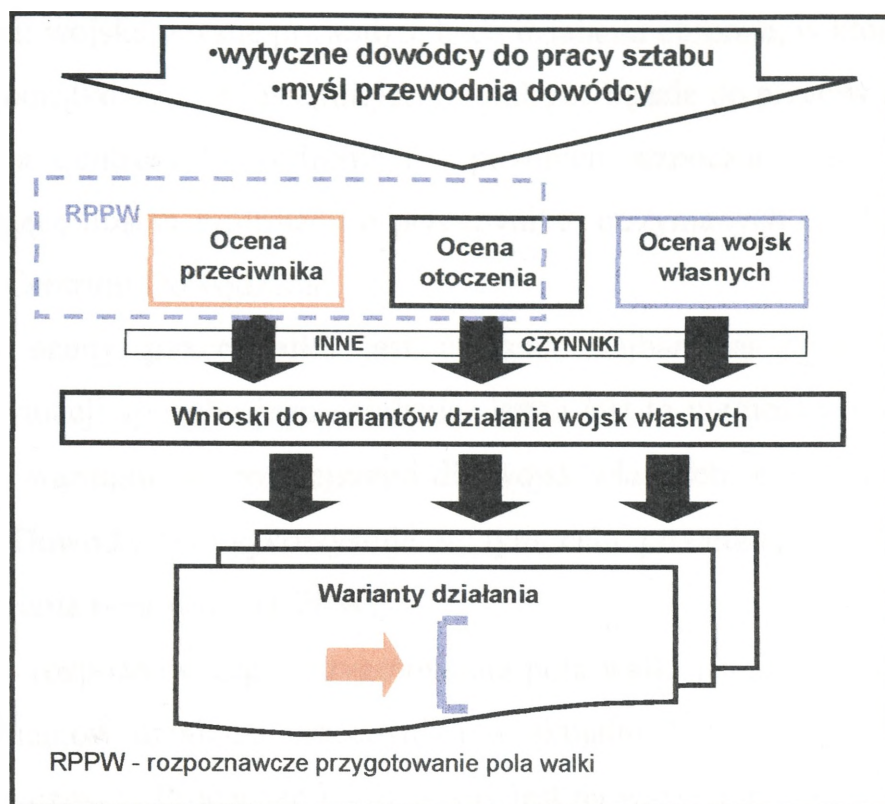 •wytyczne dowódcy do pracy sztabu
•myśl przewodnia dowódcy
RPPW
Ocena
przeciwnika
Ocena
otoczenia
Ocena wojsk
własnych
INNE CZYNNIKI
Wnioski do wariantów działania wojsk własnych
Warianty działania
RPPW - rozpoznawcze przygotowanie pola walki